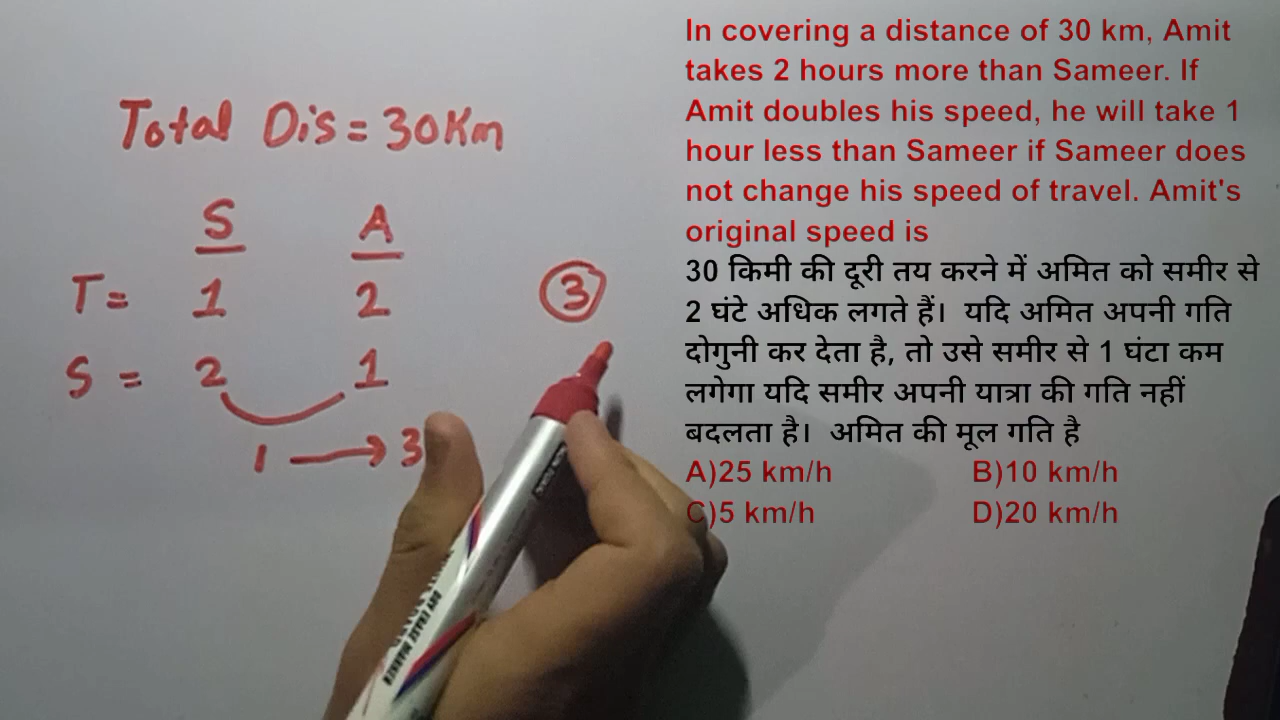 Total Dis = 30Km
S A
T = 1 2
③
S = 2 1
1 → 3
In covering a distance of 30 km, Amit
takes 2 hours more than Sameer. If
Amit doubles his speed, he will take 1
hour less than Sameer if Sameer does
not change his speed of travel. Amit's
original speed is
30 किमी की दूरी तय करने में अमित को समीर से
2 घंटे अधिक लगते हैं। यदि अमित अपनी गति
दोगुनी कर देता है, तो उसे समीर से 1 घंटा कम
लगेगा यदि समीर अपनी यात्रा की गति नहीं
बदलता है। अमित की मूल गति है
A)25 km/h B)10 km/h
C)5 km/h D)20 km/h